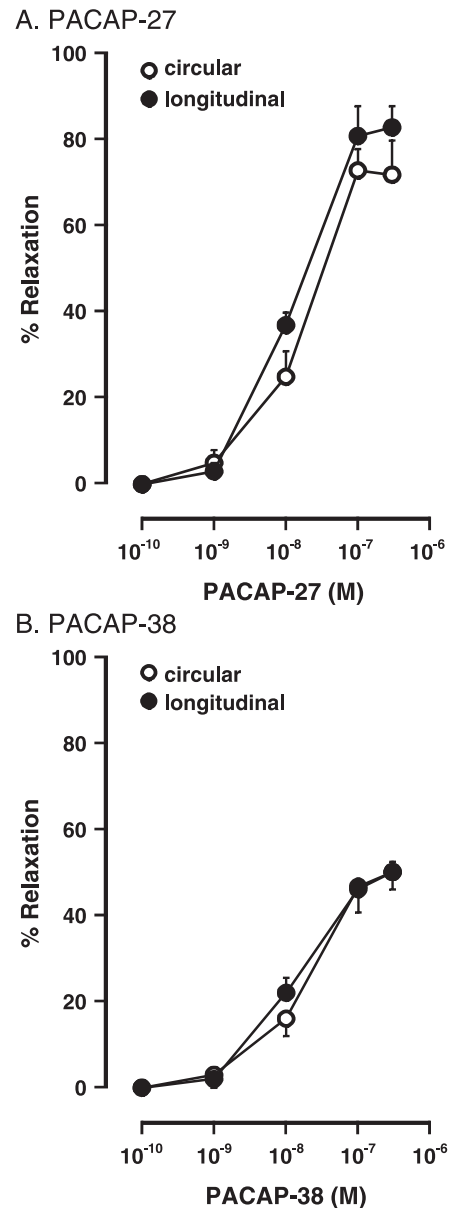 A. PACAP-27
100
circular
longitudinal
80
60
40
20
0
% Relaxation
10⁻¹⁰ 10⁻⁹ 10⁻⁸ 10⁻⁷ 10⁻⁶
PACAP-27 (M)
B. PACAP-38
100
circular
longitudinal
80
60
40
20
0
% Relaxation
10⁻¹⁰ 10⁻⁹ 10⁻⁸ 10⁻⁷ 10⁻⁶
PACAP-38 (M)